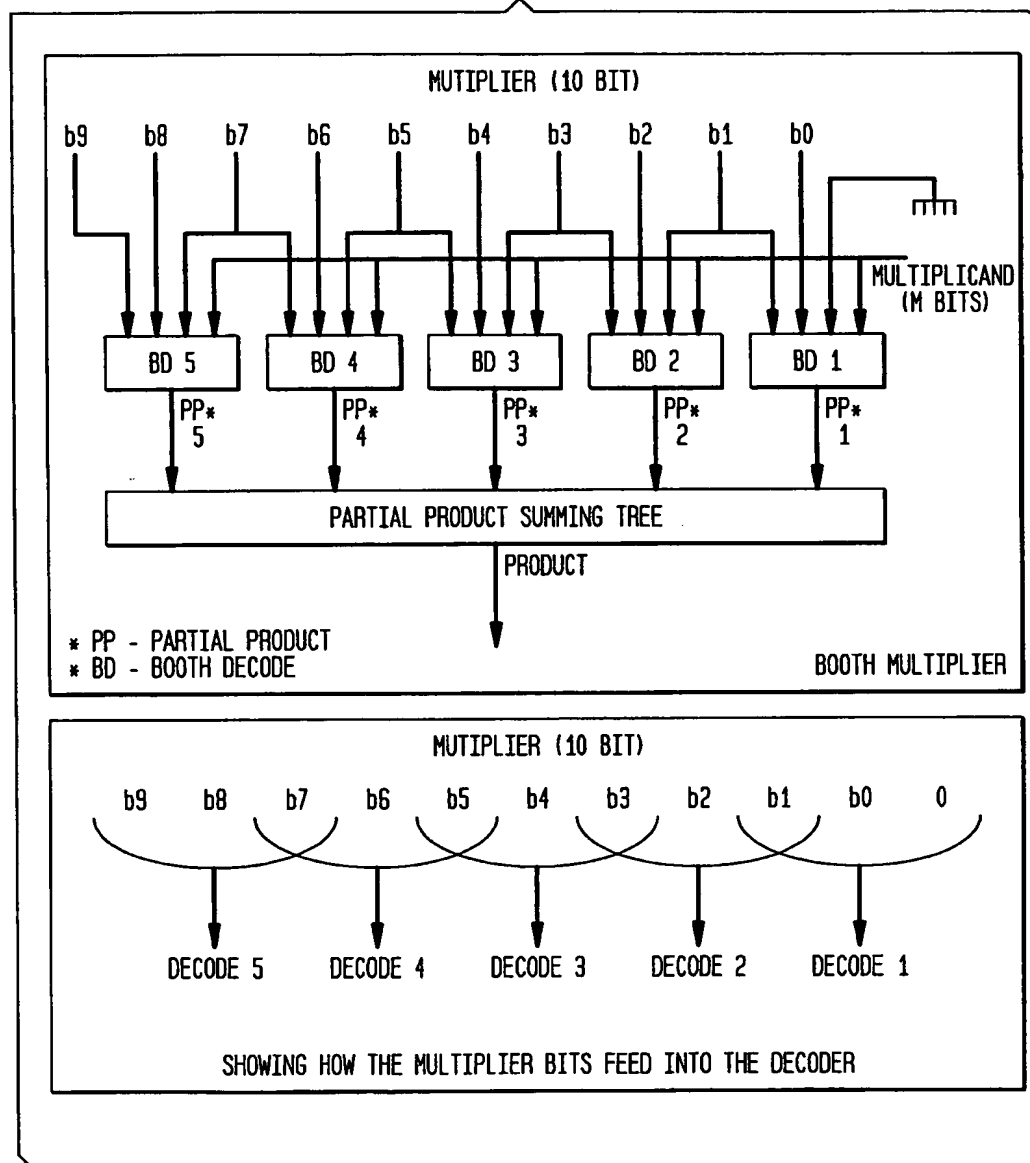 MUTIPLIER (10 BIT)
b9 b8 b7 b6 b5 b4 b3 b2 b1 b0
MULTIPLICAND
(M BITS)
BD 5 BD 4 BD 3 BD 2 BD 1
PP* PP* PP* PP* PP*
5 4 3 2 1
PARTIAL PRODUCT SUMMING TREE
PRODUCT
* PP - PARTIAL PRODUCT
* BD - BOOTH DECODE
BOOTH MULTIPLIER
MUTIPLIER (10 BIT)
b9 b8 b7 b6 b5 b4 b3 b2 b1 b0 0
DECODE 5 DECODE 4 DECODE 3 DECODE 2 DECODE 1
SHOWING HOW THE MULTIPLIER BITS FEED INTO THE DECODER